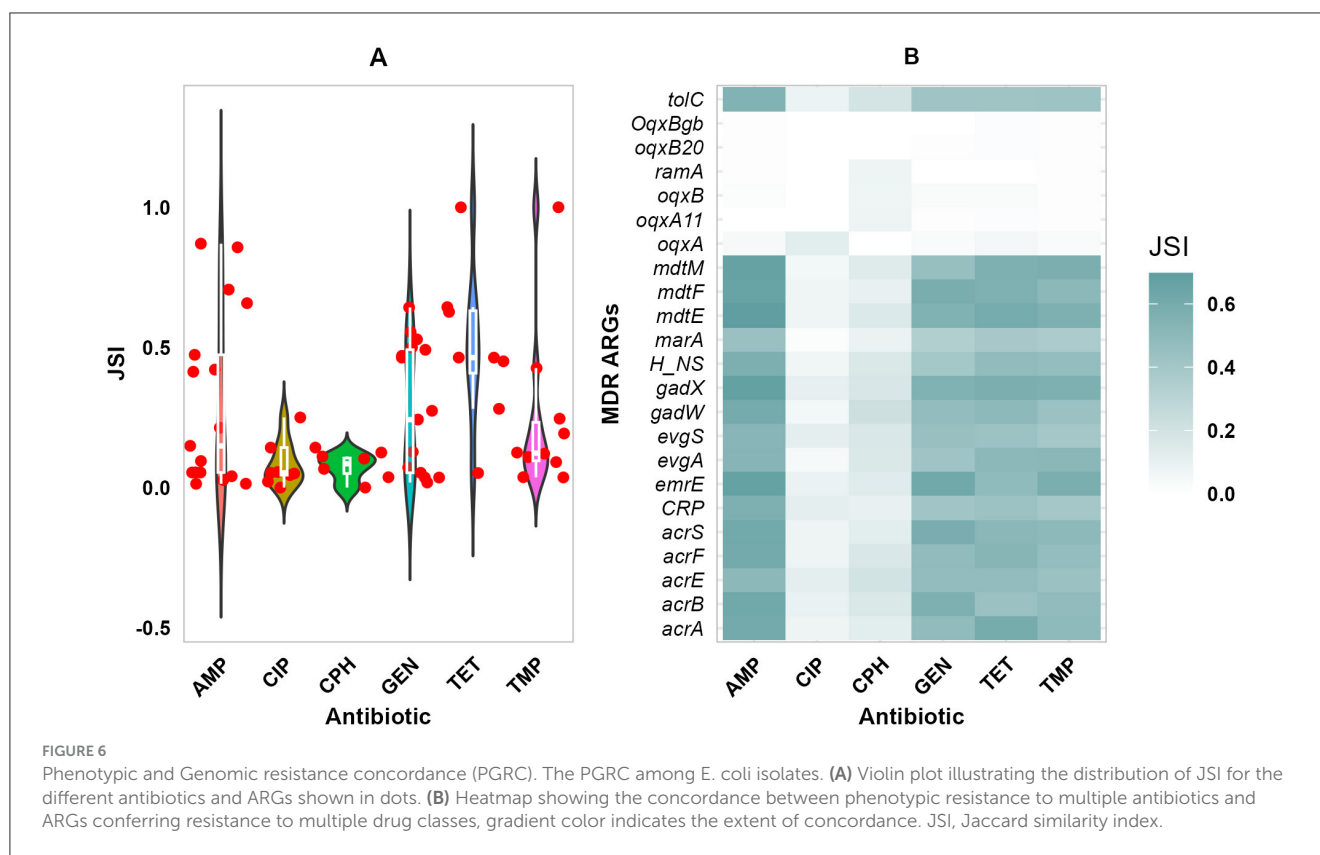 A
B
JSI
1.0
0.5
0.0
-0.5
AMP
CIP
CPH
GEN
TET
TMP
Antibiotic
MDR ARGs
tolC
OqxBgb
oqxB20
ramA
oqxB
oqxA11
oqxA
mdtM
mdtF
mdtE
marA
H_NS
gadX
gadW
evgS
evgA
emrE
CRP
acrS
acrF
acrE
acrB
acrA
AMP
CIP
CPH
GEN
TET
TMP
Antibiotic
JSI
0.6
0.4
0.2
0.0
FIGURE 6
Phenotypic and Genomic resistance concordance (PGRC). The PGRC among E. coli isolates. (A) Violin plot illustrating the distribution of JSI for the
different antibiotics and ARGs shown in dots. (B) Heatmap showing the concordance between phenotypic resistance to multiple antibiotics and
ARGs conferring resistance to multiple drug classes, gradient color indicates the extent of concordance. JSI, Jaccard similarity index.